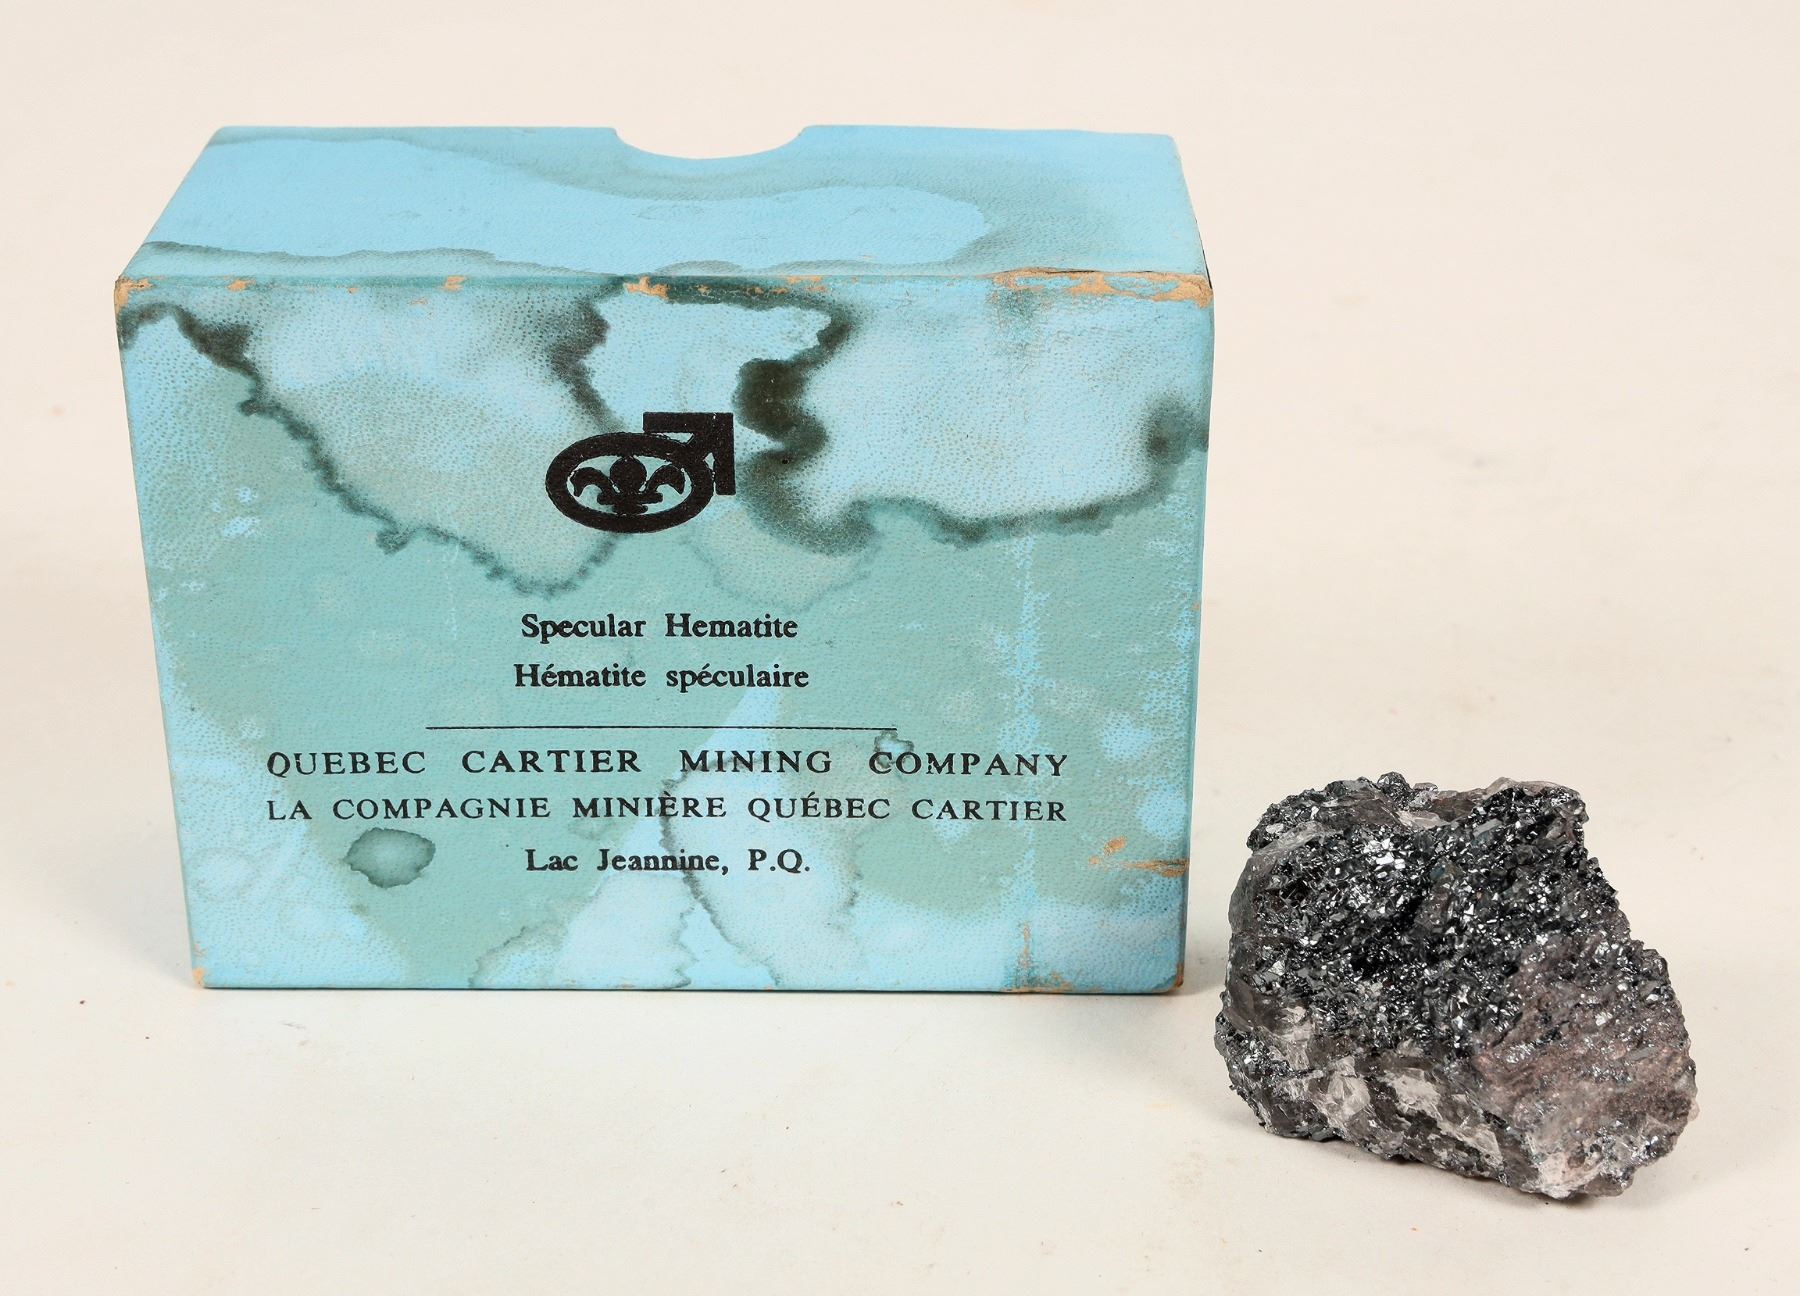 Specular Hematite
Hématite spéculaire
QUEBEC CARTIER MINING COMPANY
LA COMPAGNIE MINIÈRE QUÉBEC CARTIER
Lac Jeannine, P.Q.